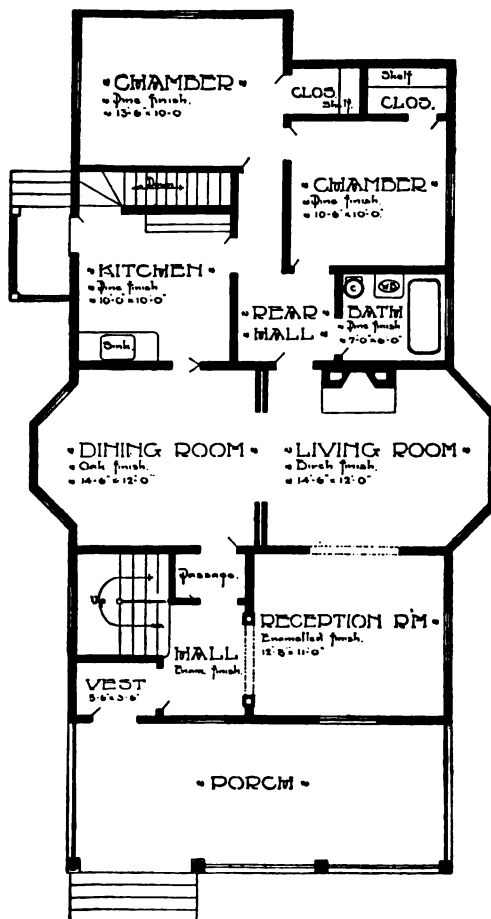 CHAMBER
Pine finish.
13'-6" × 10'-0
CLOS.
Shelf.
Shelf
CLOS.
Down
CHAMBER
Pine finish.
10'-6" × 10'-0"
KITCHEN
Pine finish.
10'-0" × 10'-0"
Sink.
REAR
HALL
BATH
Pine finish
7'-0" × 6'-0"
C
WB
DINING ROOM
Oak finish.
14'-6" × 12'-0"
LIVING ROOM
Birch finish.
14'-6" × 12'-0"
Passage.
Up
HALL
Enam. finish.
RECEPTION R'M
Enamelled finish.
12'-8" × 11'-0"
VEST
5'-6" × 3'-6"
PORCH